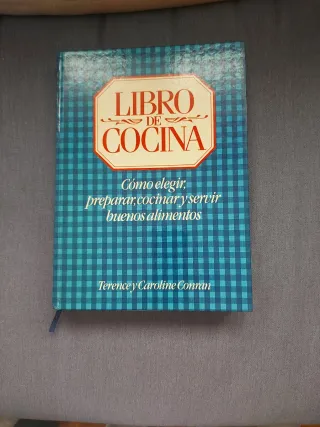 LIBRO
DE
COCINA
Cómo elegir,
preparar, cocinar y servir
buenos alimentos
Terence y Caroline Conran